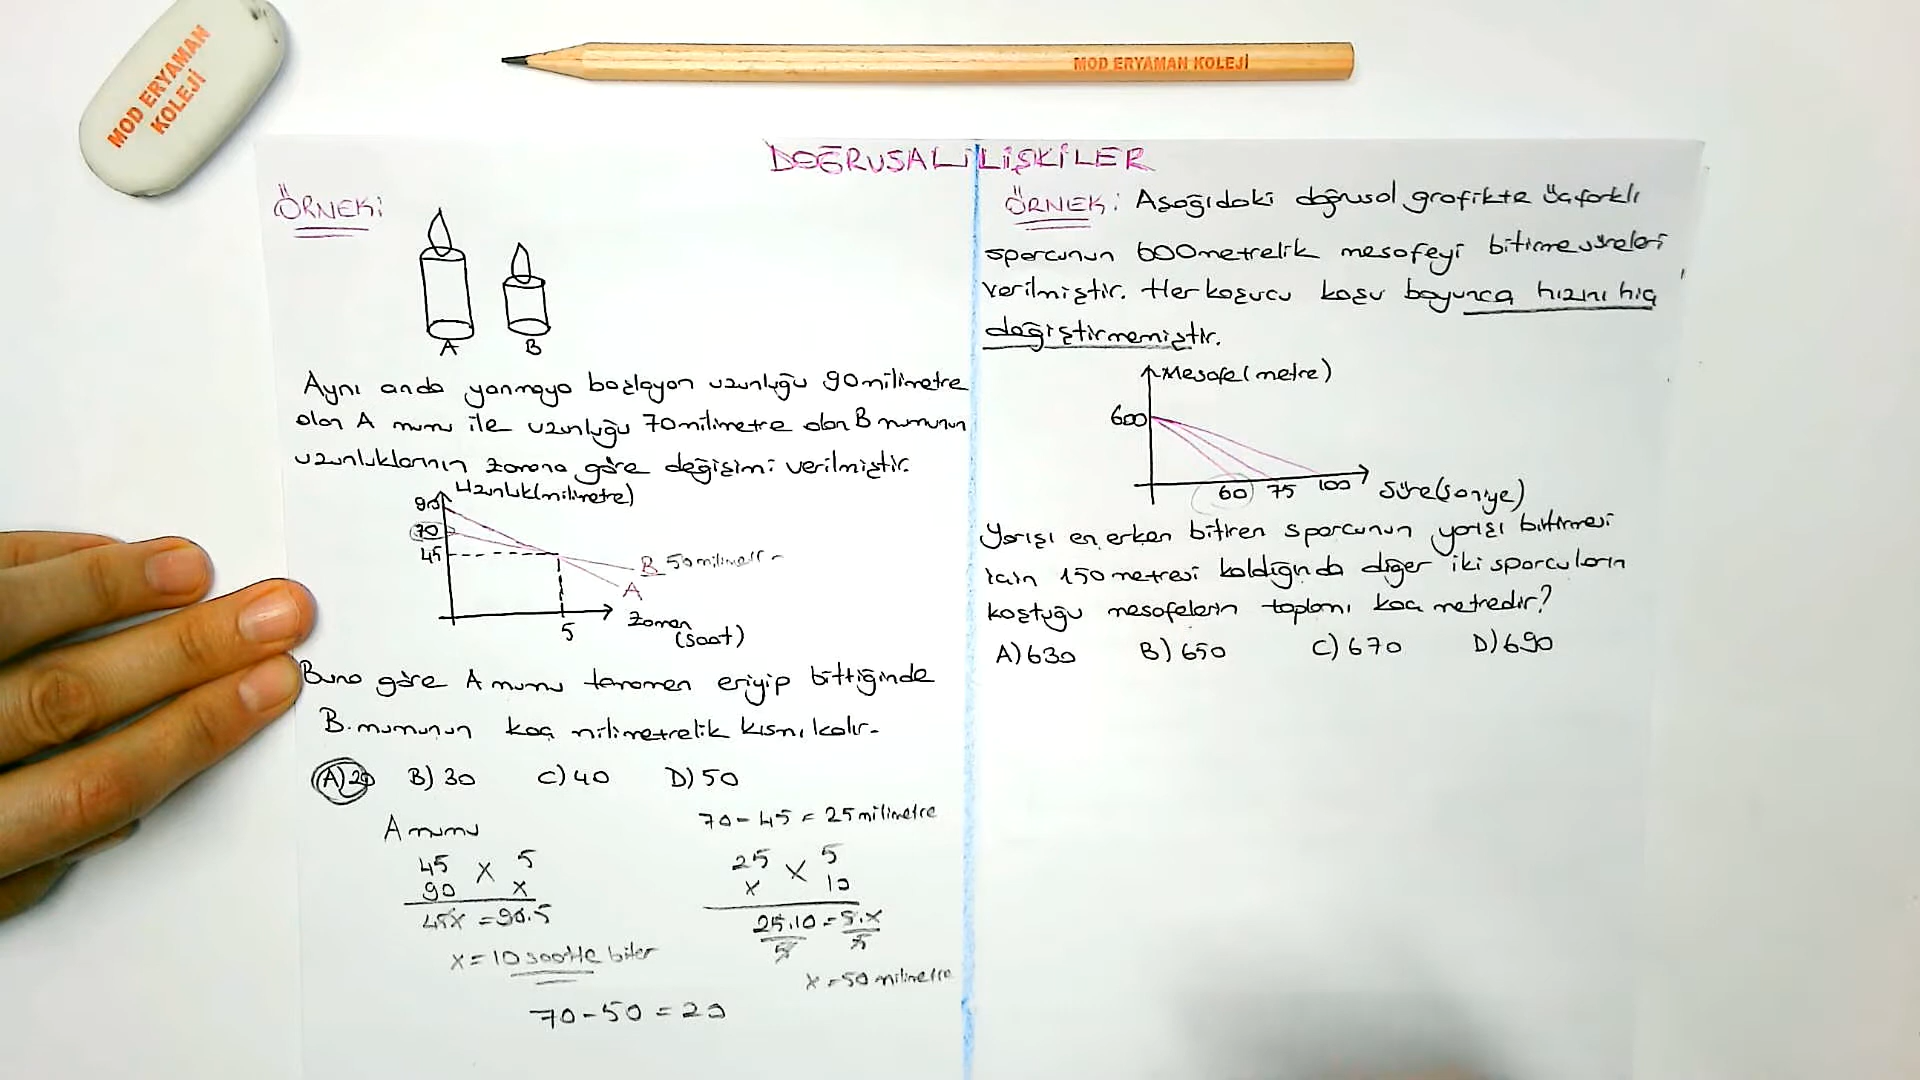 MOD ERYAMAN
KOLEJİ
MOD ERYAMAN KOLEJİ
DOĞRUSAL İLİŞKİLER
ÖRNEK:
A
B
Aynı anda yanmaya başlayan uzunluğu 90 milimetre
olan A mumu ile uzunluğu 70 milimetre olan B mumunun
uzunluklarının zamana göre değişimi verilmiştir.
Uzunluk(milimetre)
90
70
45
B 50 milimetre
A
5
Zaman
(saat)
Buna göre A mumu tamamen eriyip bittiğinde
B mumunun kaç milimetrelik kısmı kalır.
A) 20 B) 30 C) 40 D) 50
A mumu
45 x 5
90 x
45x = 90.5
x = 10 saatte biter
70 - 45 = 25 milimetre
25 x 5
x 10
25.10 = 5.x
5 5
x = 50 milimetre
70 - 50 = 20
ÖRNEK: Aşağıdaki doğrusal grafikte üç farklı
sporcunun 600 metrelik mesafeyi bitirme süreleri
verilmiştir. Her koşucu koşu boyunca hızını hiç
değiştirmemiştir.
Mesafe (metre)
600
60 75 100 Süre(saniye)
Yarışı en erken bitiren sporcunun yarışı bitirmesi
için 150 metresi kaldığında diğer iki sporcuların
koştuğu mesafelerin toplamı kaç metredir?
A) 630 B) 650 C) 670 D) 690